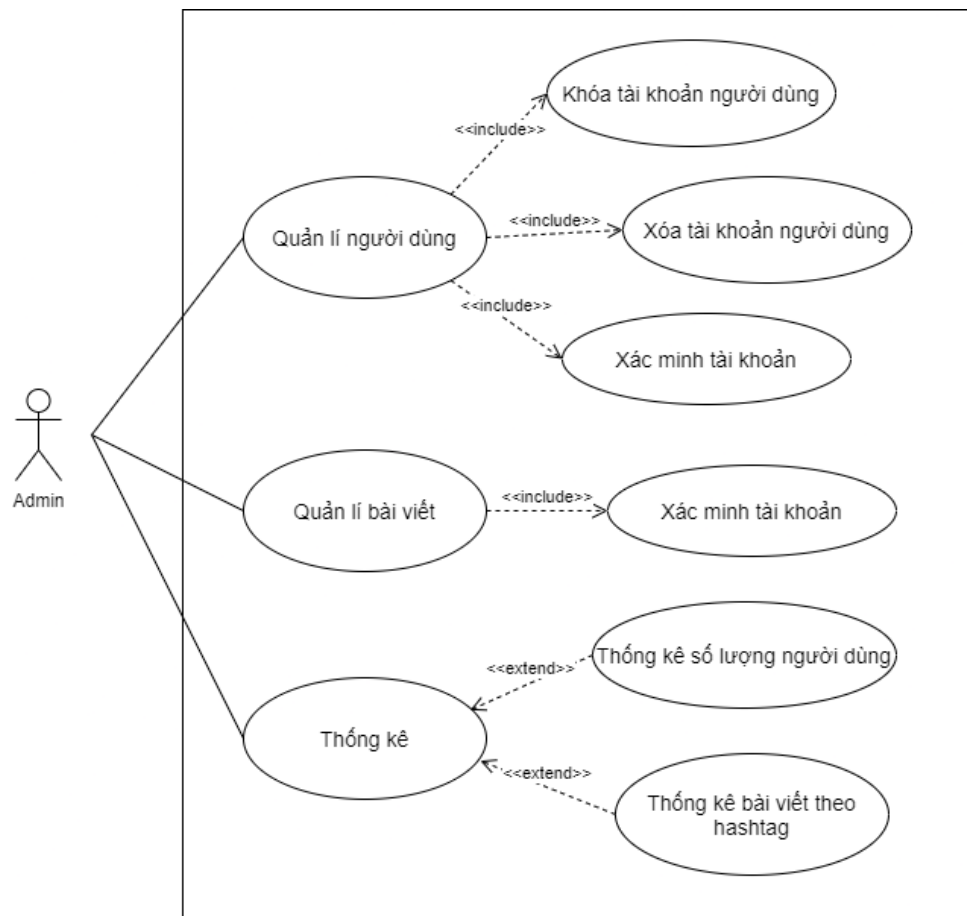 Khóa tài khoản người dùng
<<include>>
Quản lí người dùng
<<include>>
Xóa tài khoản người dùng
<<include>>
Xác minh tài khoản
Admin
Quản lí bài viết
<<include>>
Xác minh tài khoản
Thống kê số lượng người dùng
<<extend>>
Thống kê
<<extend>>
Thống kê bài viết theo
hashtag